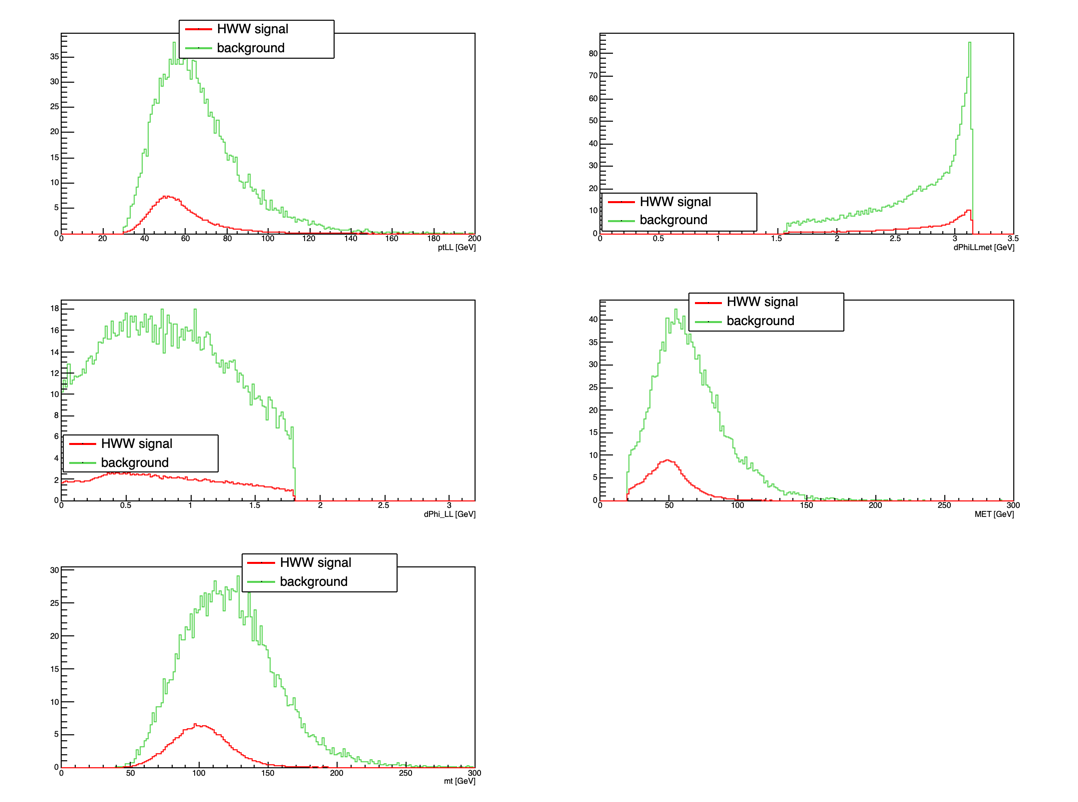 HWW signal
background
35
30
25
20
15
10
5
0
0 20 40 60 80 100 120 140 160 180 200
ptLL [GeV]
80
70
60
50
40
30
20
10
0
HWW signal
background
0 0.5 1 1.5 2 2.5 3 3.5
dPhiLLmet [GeV]
18
16
14
12
10
8
6
4
2
0
HWW signal
background
0 0.5 1 1.5 2 2.5 3
dPhi_LL [GeV]
HWW signal
background
40
35
30
25
20
15
10
5
0
0 50 100 150 200 250 300
MET [GeV]
HWW signal
background
30
25
20
15
10
5
0
0 50 100 150 200 250 300
mt [GeV]